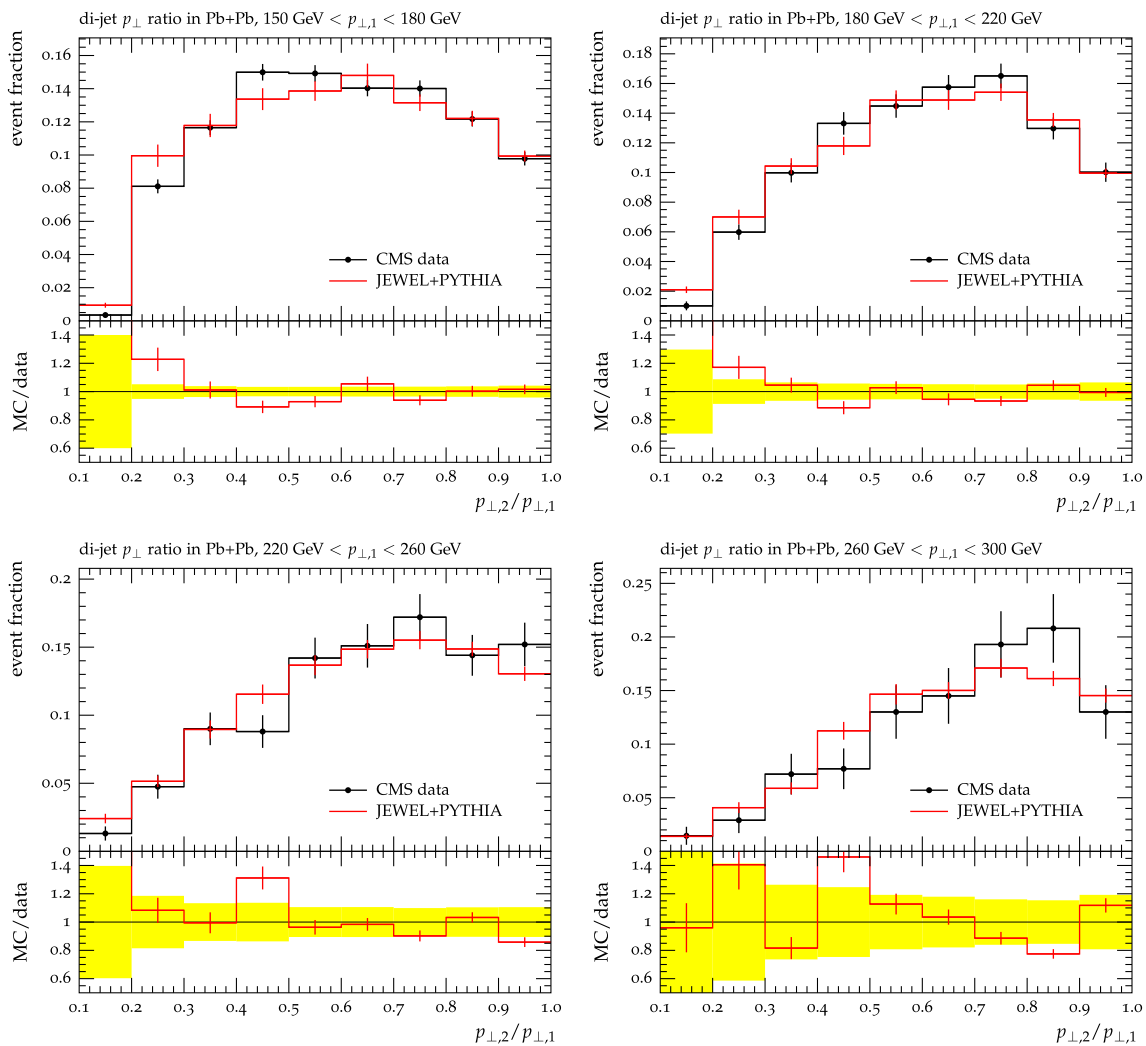 di-jet p⊥ ratio in Pb+Pb, 150 GeV < p⊥,1 < 180 GeV
event fraction
0.16
0.14
0.12
0.1
0.08
0.06
0.04
0.02
0
CMS data
JEWEL+PYTHIA
MC/data
1.4
1.2
1
0.8
0.6
0.1 0.2 0.3 0.4 0.5 0.6 0.7 0.8 0.9 1.0
p⊥,2/p⊥,1
di-jet p⊥ ratio in Pb+Pb, 180 GeV < p⊥,1 < 220 GeV
event fraction
0.18
0.16
0.14
0.12
0.1
0.08
0.06
0.04
0.02
0
CMS data
JEWEL+PYTHIA
MC/data
1.4
1.2
1
0.8
0.6
0.1 0.2 0.3 0.4 0.5 0.6 0.7 0.8 0.9 1.0
p⊥,2/p⊥,1
di-jet p⊥ ratio in Pb+Pb, 220 GeV < p⊥,1 < 260 GeV
event fraction
0.2
0.15
0.1
0.05
0
CMS data
JEWEL+PYTHIA
MC/data
1.4
1.2
1
0.8
0.6
0.1 0.2 0.3 0.4 0.5 0.6 0.7 0.8 0.9 1.0
p⊥,2/p⊥,1
di-jet p⊥ ratio in Pb+Pb, 260 GeV < p⊥,1 < 300 GeV
event fraction
0.25
0.2
0.15
0.1
0.05
0
CMS data
JEWEL+PYTHIA
MC/data
1.4
1.2
1
0.8
0.6
0.1 0.2 0.3 0.4 0.5 0.6 0.7 0.8 0.9 1.0
p⊥,2/p⊥,1